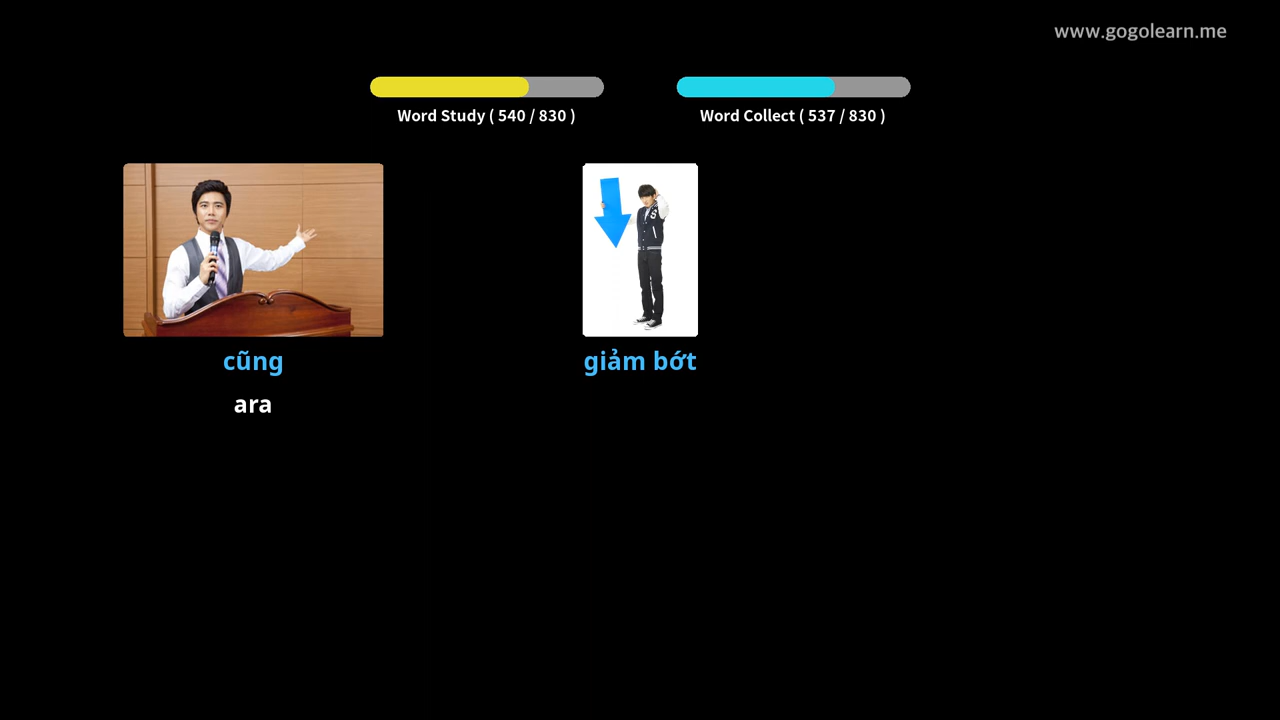 www.gogolearn.me
Word Study ( 540 / 830 )
Word Collect ( 537 / 830 )
cũng
giảm bớt
ara